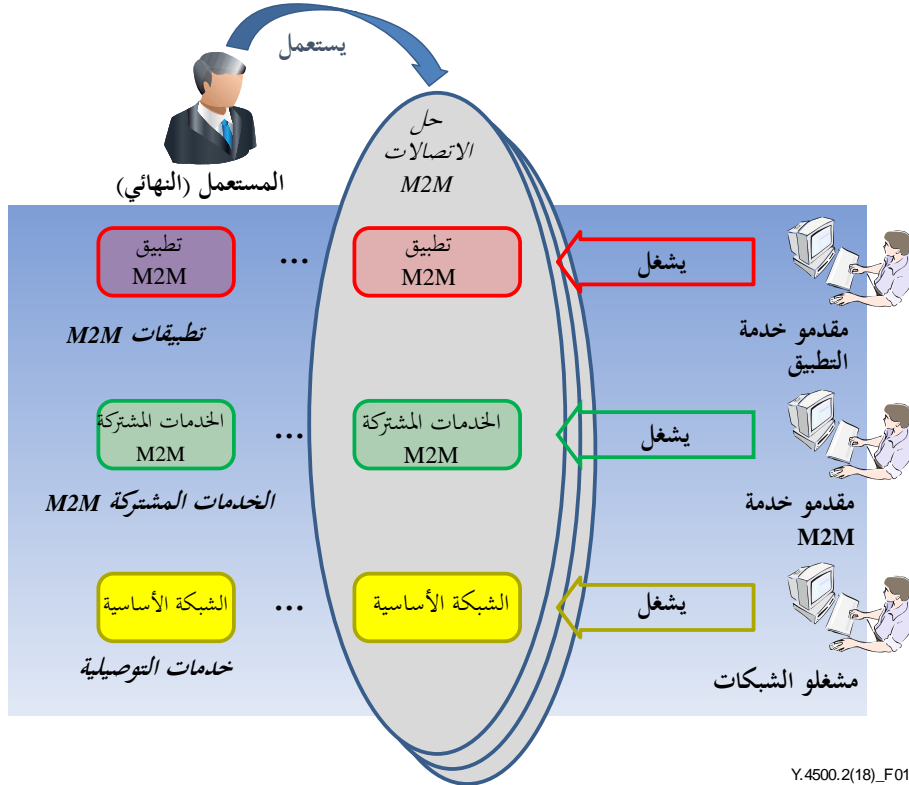 يستعمل
حل
الاتصالات
M2M
المستعمل (النهائي)
تطبيق
M2M
...
تطبيق
M2M
يشغل
مقدمو خدمة
التطبيق
تطبيقات M2M
الخدمات المشتركة
M2M
...
الخدمات المشتركة
M2M
يشغل
مقدمو خدمة
M2M
الخدمات المشتركة M2M
الشبكة الأساسية
...
الشبكة الأساسية
يشغل
مشغلو الشبكات
خدمات التوصيلية
Y.4500.2(18)_F01